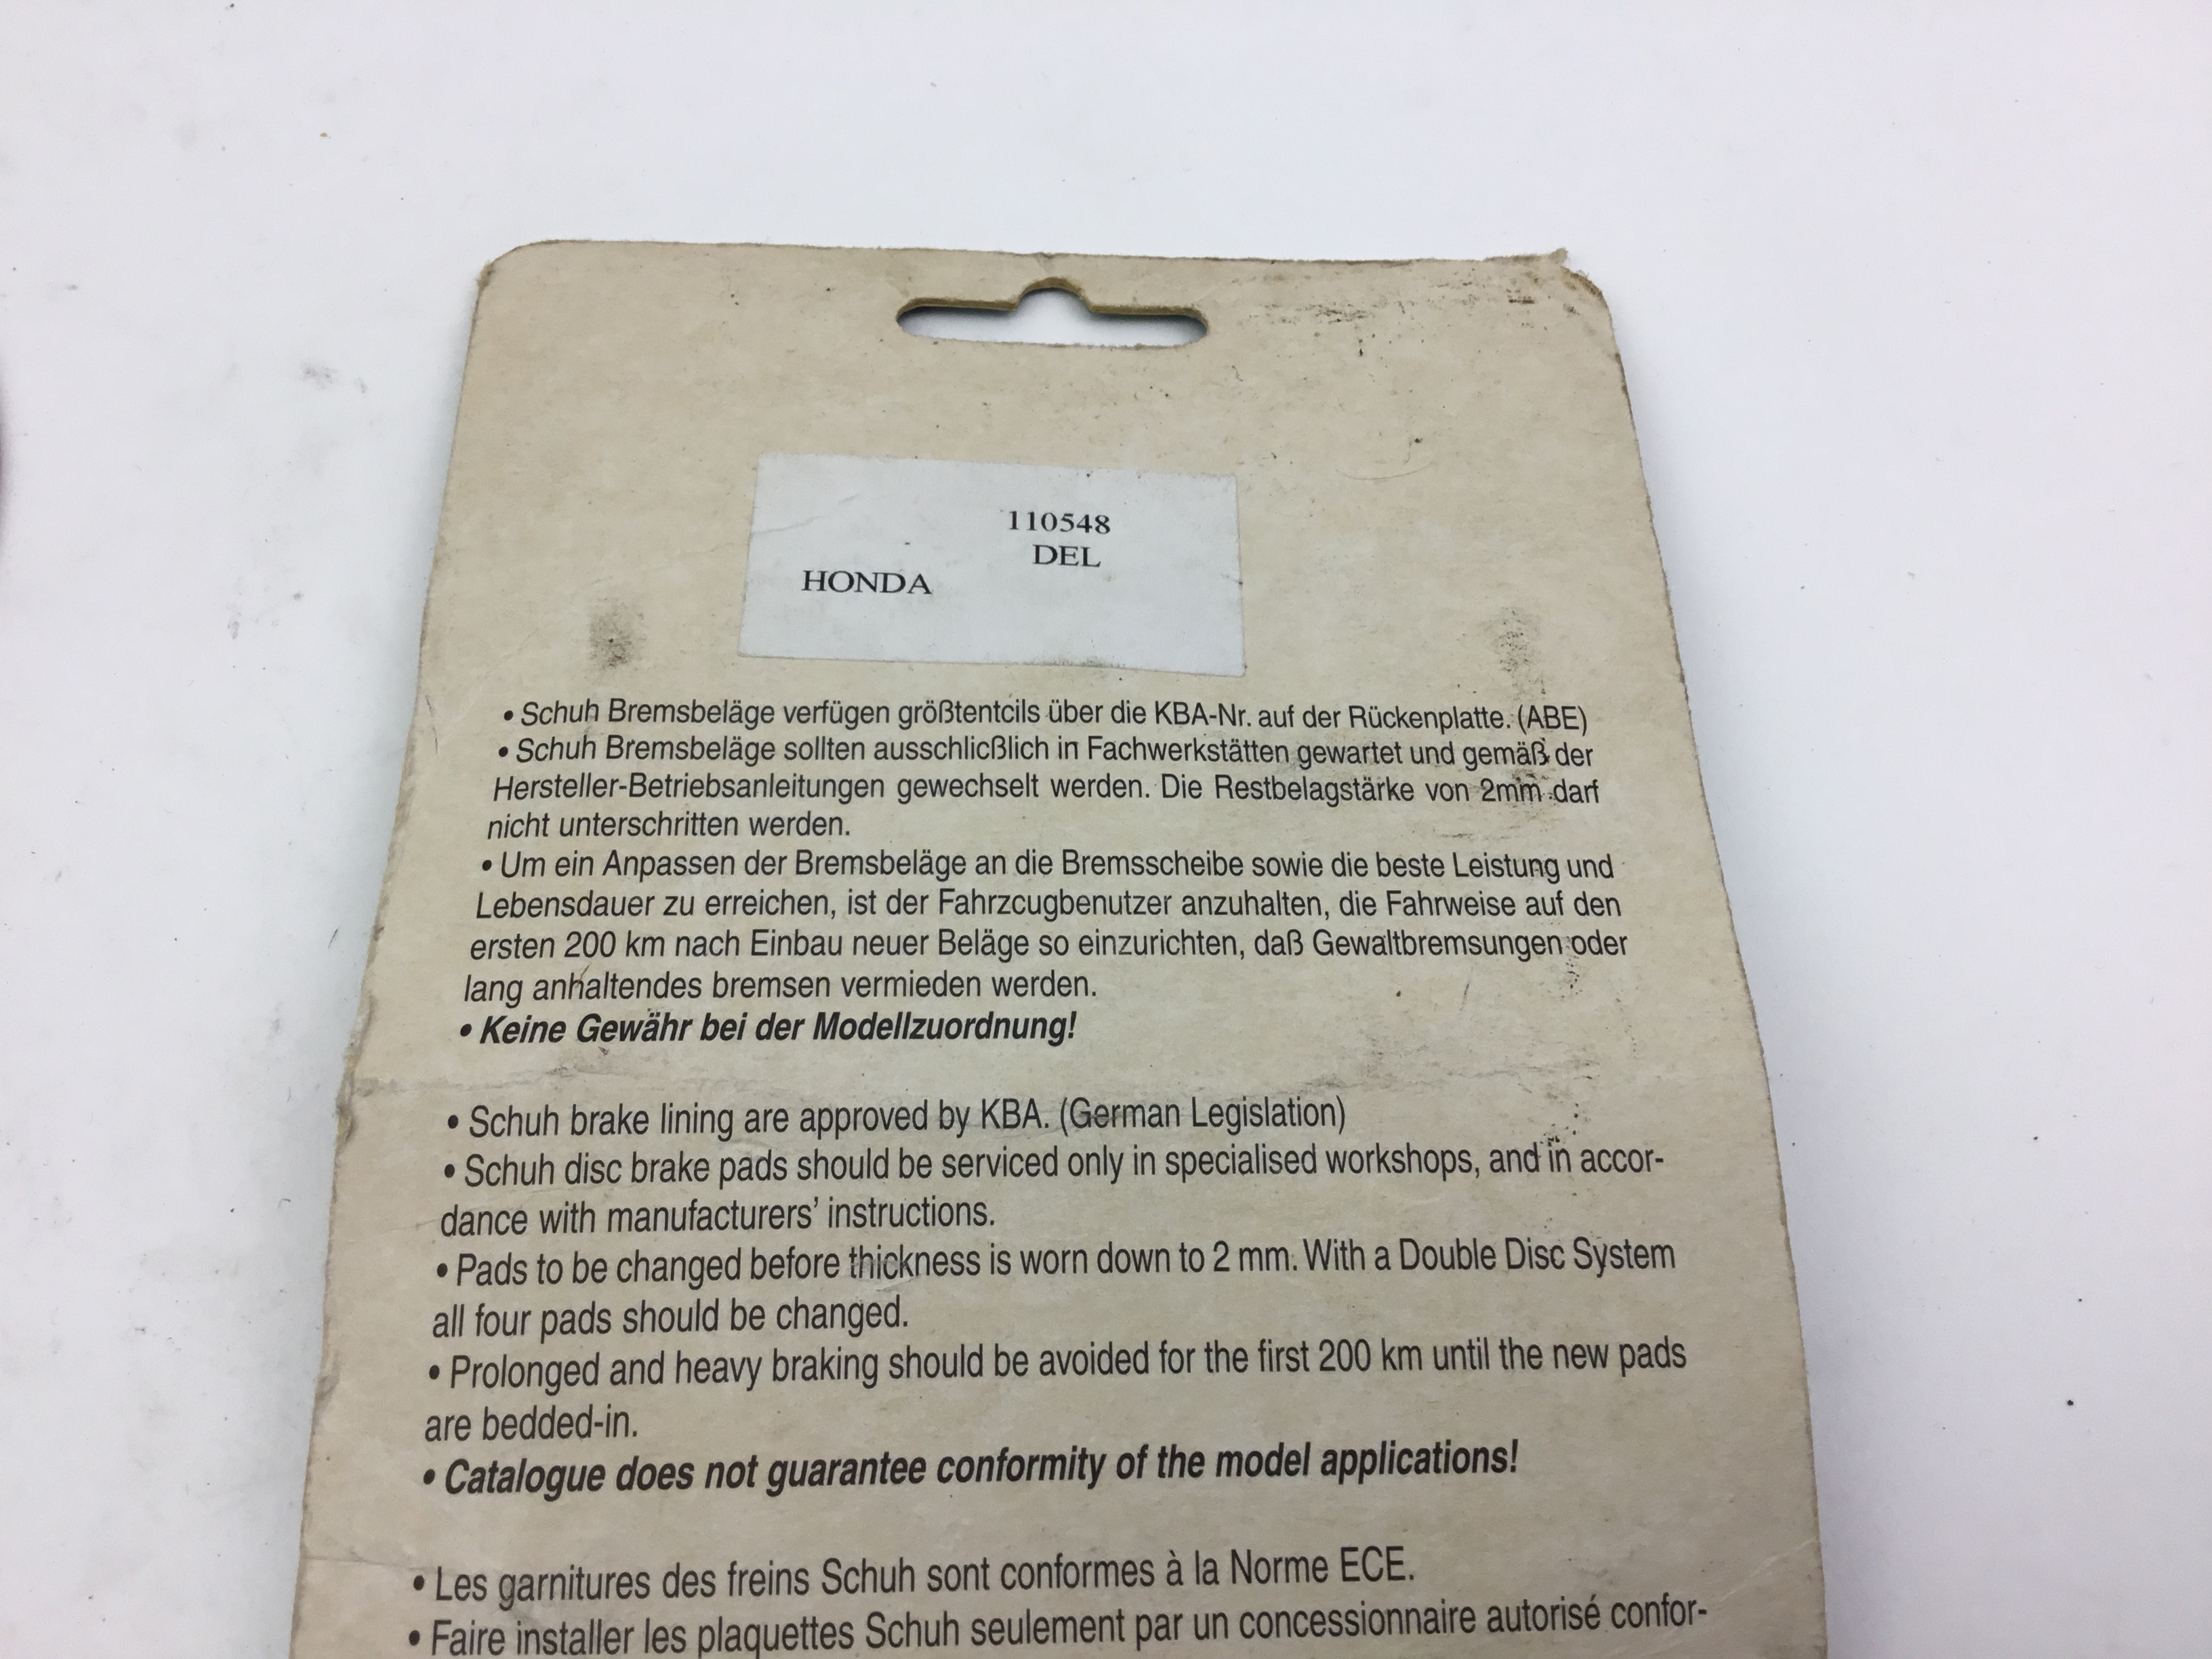 110548
DEL
HONDA
• Schuh Bremsbeläge verfügen größtentcils über die KBA-Nr. auf der Rückenplatte. (ABE)
• Schuh Bremsbeläge sollten ausschlicßlich in Fachwerkstätten gewartet und gemäß der
Hersteller-Betriebsanleitungen gewechselt werden. Die Restbelagstärke von 2mm darf
nicht unterschritten werden.
• Um ein Anpassen der Bremsbeläge an die Bremsscheibe sowie die beste Leistung und
Lebensdauer zu erreichen, ist der Fahrzcugbenutzer anzuhalten, die Fahrweise auf den
ersten 200 km nach Einbau neuer Beläge so einzurichten, daß Gewaltbremsungen oder
lang anhaltendes bremsen vermieden werden.
• Keine Gewähr bei der Modellzuordnung!
• Schuh brake lining are approved by KBA. (German Legislation)
• Schuh disc brake pads should be serviced only in specialised workshops, and in accor-
dance with manufacturers' instructions.
• Pads to be changed before thickness is worn down to 2 mm. With a Double Disc System
all four pads should be changed.
• Prolonged and heavy braking should be avoided for the first 200 km until the new pads
are bedded-in.
• Catalogue does not guarantee conformity of the model applications!
• Les garnitures des freins Schuh sont conformes à la Norme ECE.
• Faire installer les plaquettes Schuh seulement par un concessionnaire autorisé confor-